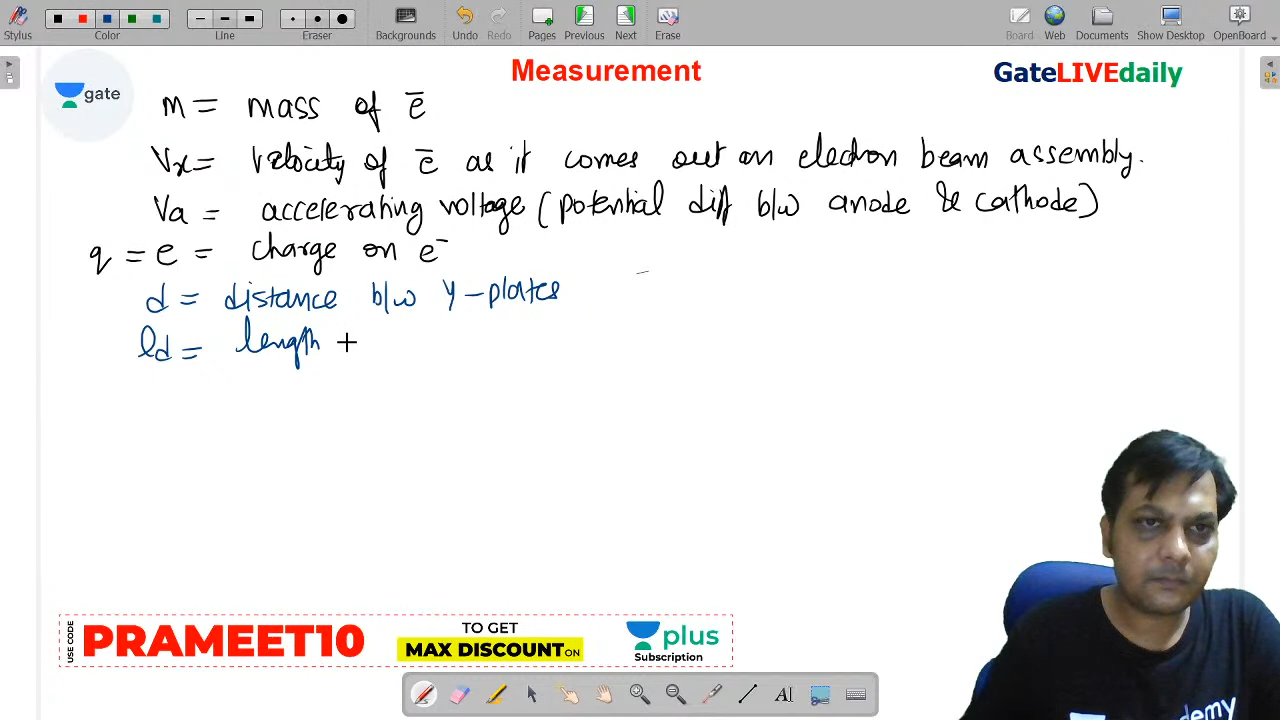 Stylus Color Line Eraser Backgrounds Undo Redo Pages Previous Next Erase Board Web Documents Show Desktop OpenBoard
Measurement
GateLIVEdaily
gate
m = mass of e̅
Vx = velocity of e̅ as it comes out on electron beam assembly.
Va = accelerating voltage (potential diff b/w anode & cathode)
q = e = charge on e⁻
d = distance b/w Y-plates
ld = length
USE CODE
PRAMEET10
TO GET
MAX DISCOUNT ON
plus
Subscription
AI